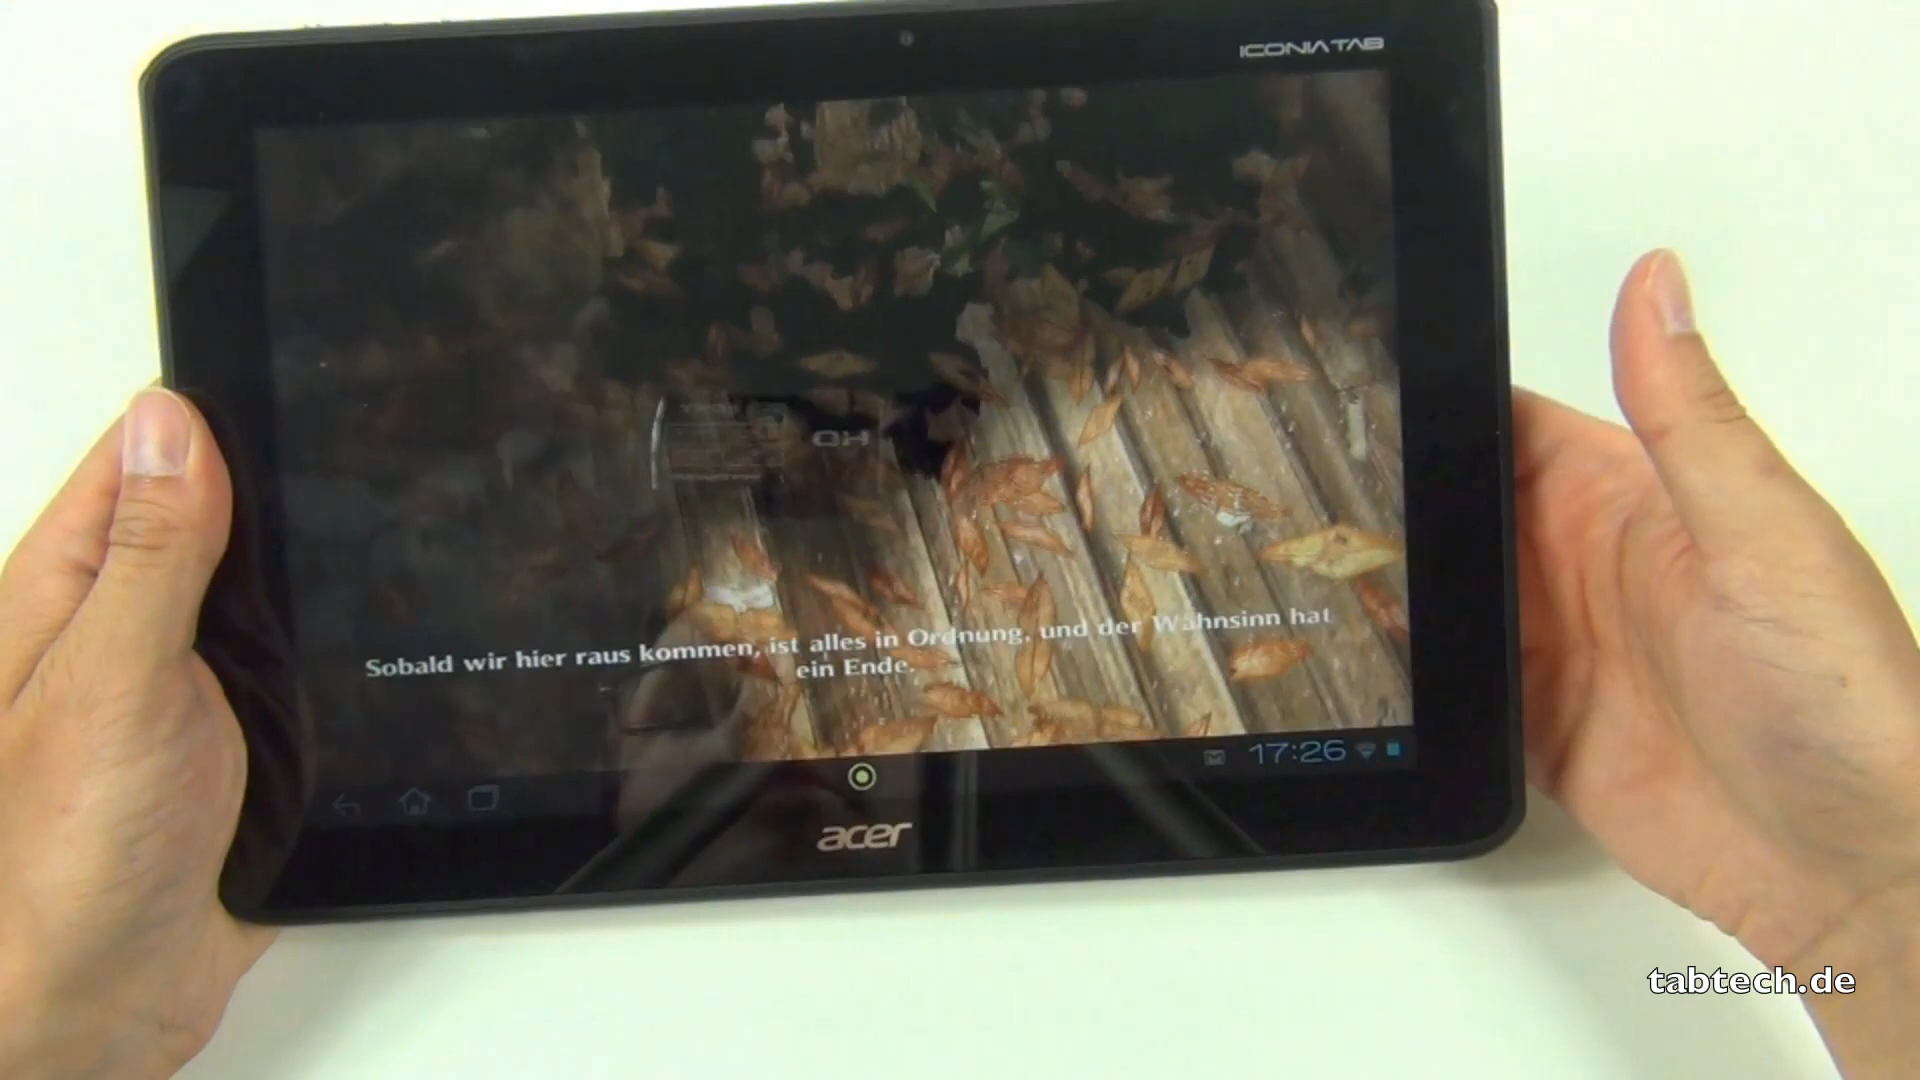 ICONIA TAB
Sobald wir hier raus kommen, ist alles in Ordnung, und der Wahnsinn hat
ein Ende.
17:26
acer
tabtech.de